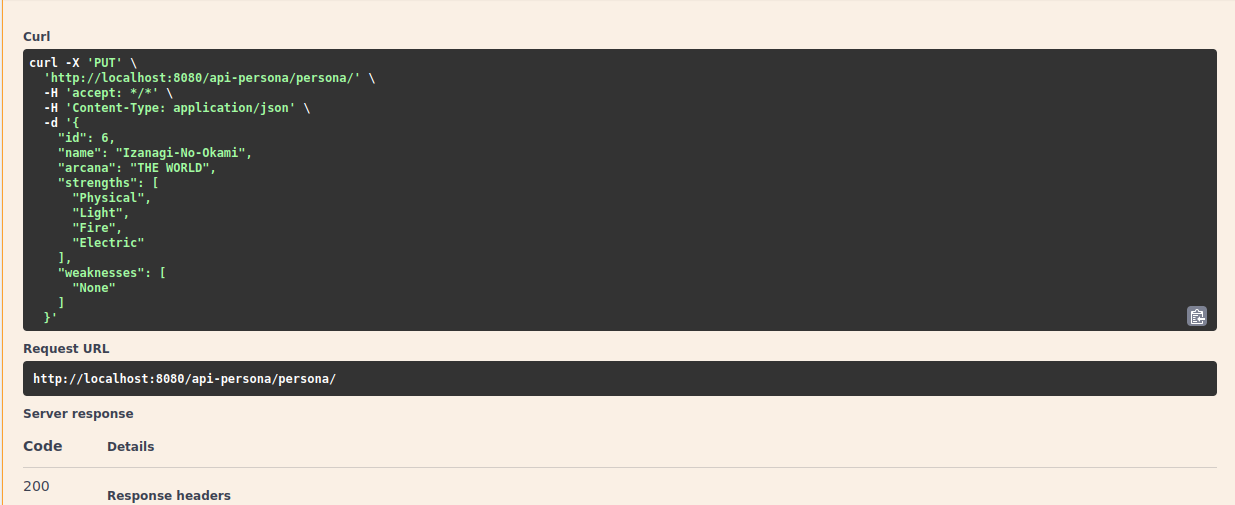 Curl
curl -X 'PUT' \
  'http://localhost:8080/api-persona/persona/' \
  -H 'accept: */*' \
  -H 'Content-Type: application/json' \
  -d '{
    "id": 6,
    "name": "Izanagi-No-Okami",
    "arcana": "THE WORLD",
    "strengths": [
      "Physical",
      "Light",
      "Fire",
      "Electric"
    ],
    "weaknesses": [
      "None"
    ]
  }'
Request URL
http://localhost:8080/api-persona/persona/
Server response
Code Details
200
Response headers